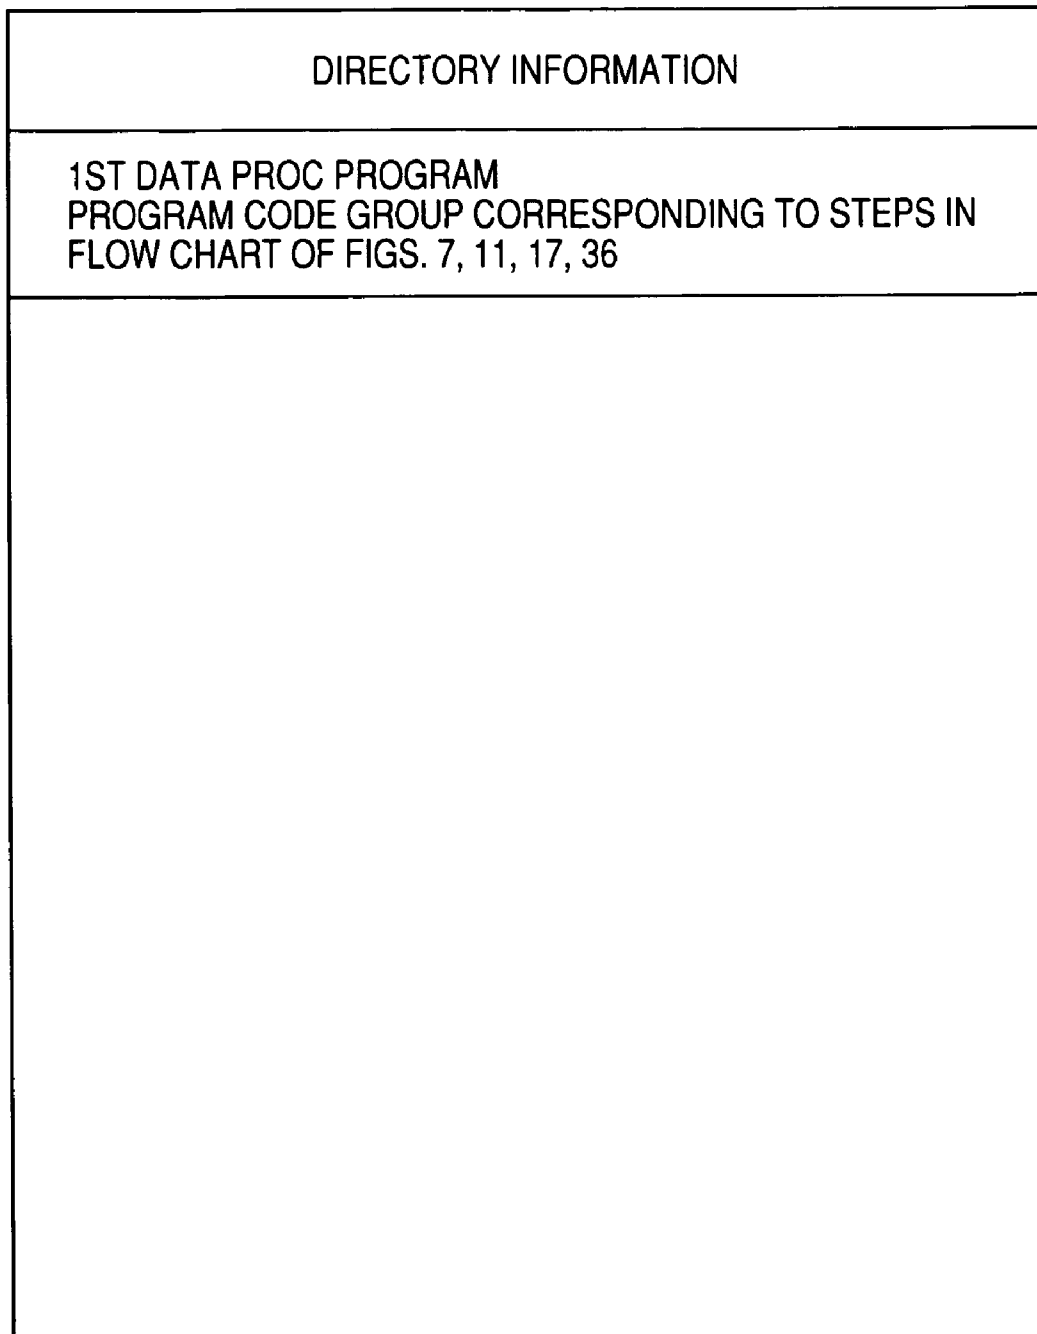 DIRECTORY INFORMATION
1ST DATA PROC PROGRAM
PROGRAM CODE GROUP CORRESPONDING TO STEPS IN
FLOW CHART OF FIGS. 7, 11, 17, 36